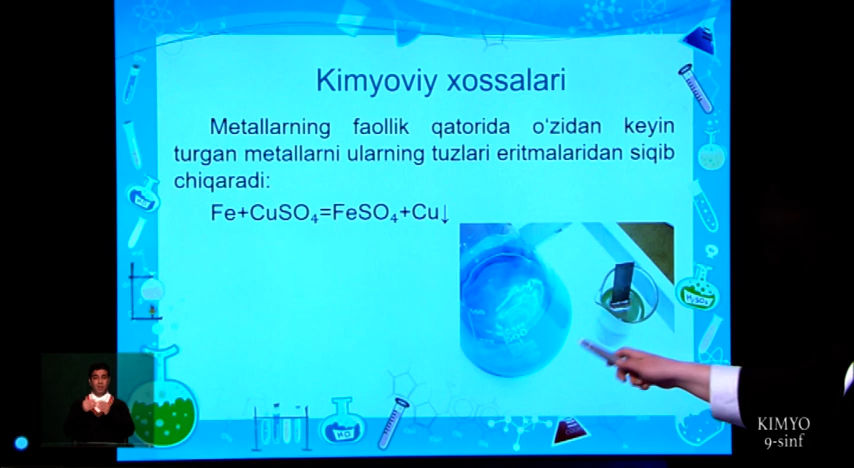 Kimyoviy xossalari
Metallarning faollik qatorida o‘zidan keyin
turgan metallarni ularning tuzlari eritmalaridan siqib
chiqaradi:
Fe+CuSO₄=FeSO₄+Cu↓
H₂SO₄
KIMYO
9-sinf